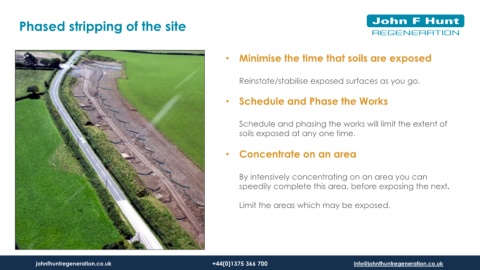 Phased stripping of the site
John F Hunt
REGENERATION
• Minimise the time that soils are exposed
Reinstate/stabilise exposed surfaces as you go.
• Schedule and Phase the Works
Schedule and phasing the works will limit the extent of
soils exposed at any one time.
• Concentrate on an area
By intensively concentrating on an area you can
speedily complete this area, before exposing the next.
Limit the areas which may be exposed.
johnfhuntregeneration.co.uk +44(0)1375 366 700 info@johnfhuntregeneration.co.uk